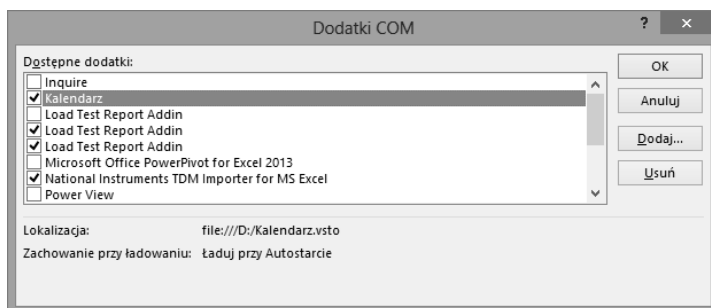 Dodatki COM
? ×
Dostępne dodatki:
Inquire
Kalendarz
Load Test Report Addin
Load Test Report Addin
Load Test Report Addin
Microsoft Office PowerPivot for Excel 2013
National Instruments TDM Importer for MS Excel
Power View
OK
Anuluj
Dodaj...
Usuń
Lokalizacja: file:///D:/Kalendarz.vsto
Zachowanie przy ładowaniu: Ładuj przy Autostarcie